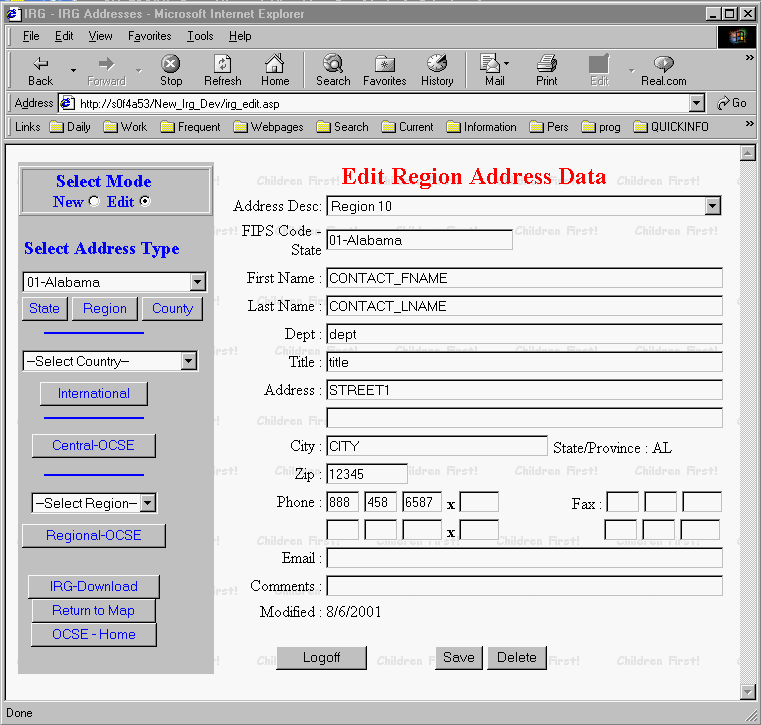 IRG - IRG Addresses - Microsoft Internet Explorer
File Edit View Favorites Tools Help
Back Forward Stop Refresh Home Search Favorites History Mail Print Edit Real.com »
Address http://s0f4a53/New_Irg_Dev/irg_edit.asp Go
Links Daily Work Frequent Webpages Search Current Information Pers prog QUICKINFO »
Select Mode
New Edit
Select Address Type
01-Alabama
State Region County
--Select Country--
International
Central-OCSE
--Select Region--
Regional-OCSE
IRG-Download
Return to Map
OCSE - Home
Edit Region Address Data
Address Desc: Region 10
FIPS Code - State 01-Alabama
First Name : CONTACT_FNAME
Last Name : CONTACT_LNAME
Dept : dept
Title : title
Address : STREET1
City : CITY State/Province : AL
Zip : 12345
Phone : 888 458 6587 x Fax :
x
Email :
Comments :
Modified : 8/6/2001
Logoff Save Delete
Children First!
Done